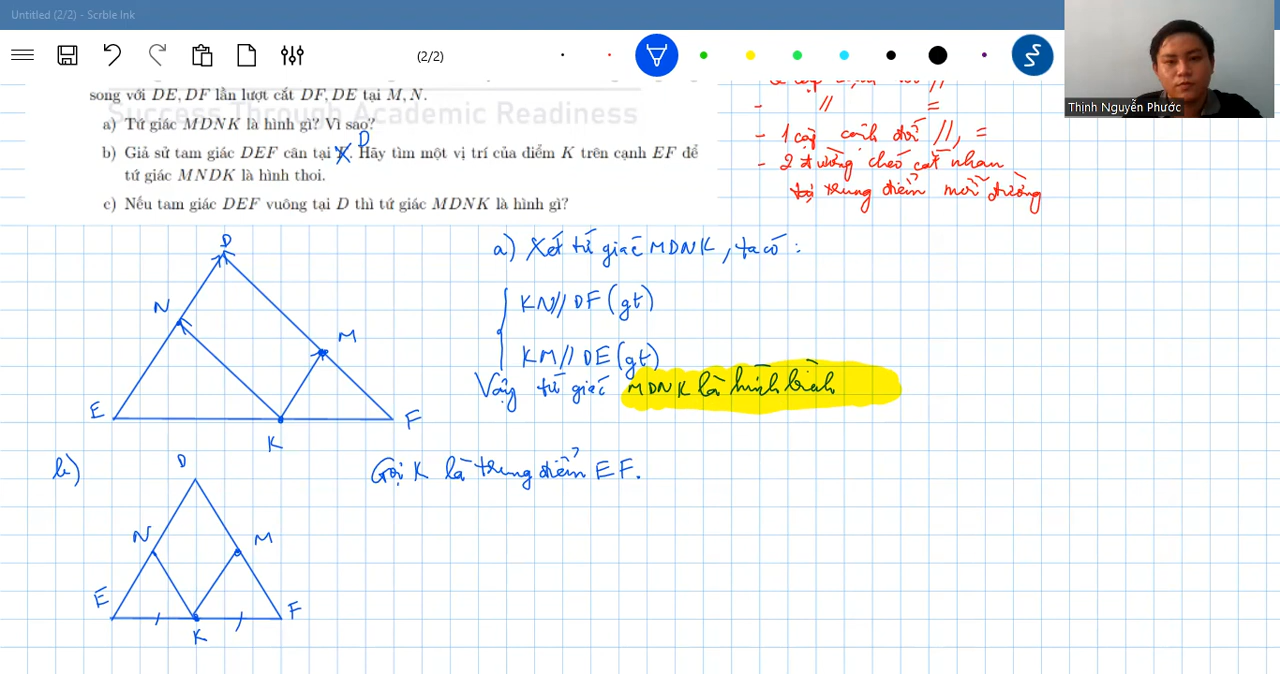 Untitled (2/2) - Scrble Ink
(2/2)
Thịnh Nguyễn Phước
song với DE, DF lần lượt cắt DF, DE tại M, N.
Success Through Academic Readiness
a) Tứ giác MDNK là hình gì? Vì sao?
D
b) Giả sử tam giác DEF cân tại K. Hãy tìm một vị trí của điểm K trên cạnh EF để
tứ giác MNDK là hình thoi.
c) Nếu tam giác DEF vuông tại D thì tứ giác MDNK là hình gì?
//
- // =
- 1 cặp cạnh đối //, =
- 2 đường chéo cắt nhau
tại trung điểm mỗi đường
D
N
M
E
K
F
a) Xét tứ giác MDNK, ta có:
KN // DF (gt)
KM // DE (gt)
Vậy tứ giác MDNK là hình bình
b)
D
N
M
E
K
F
Gọi K là trung điểm EF.